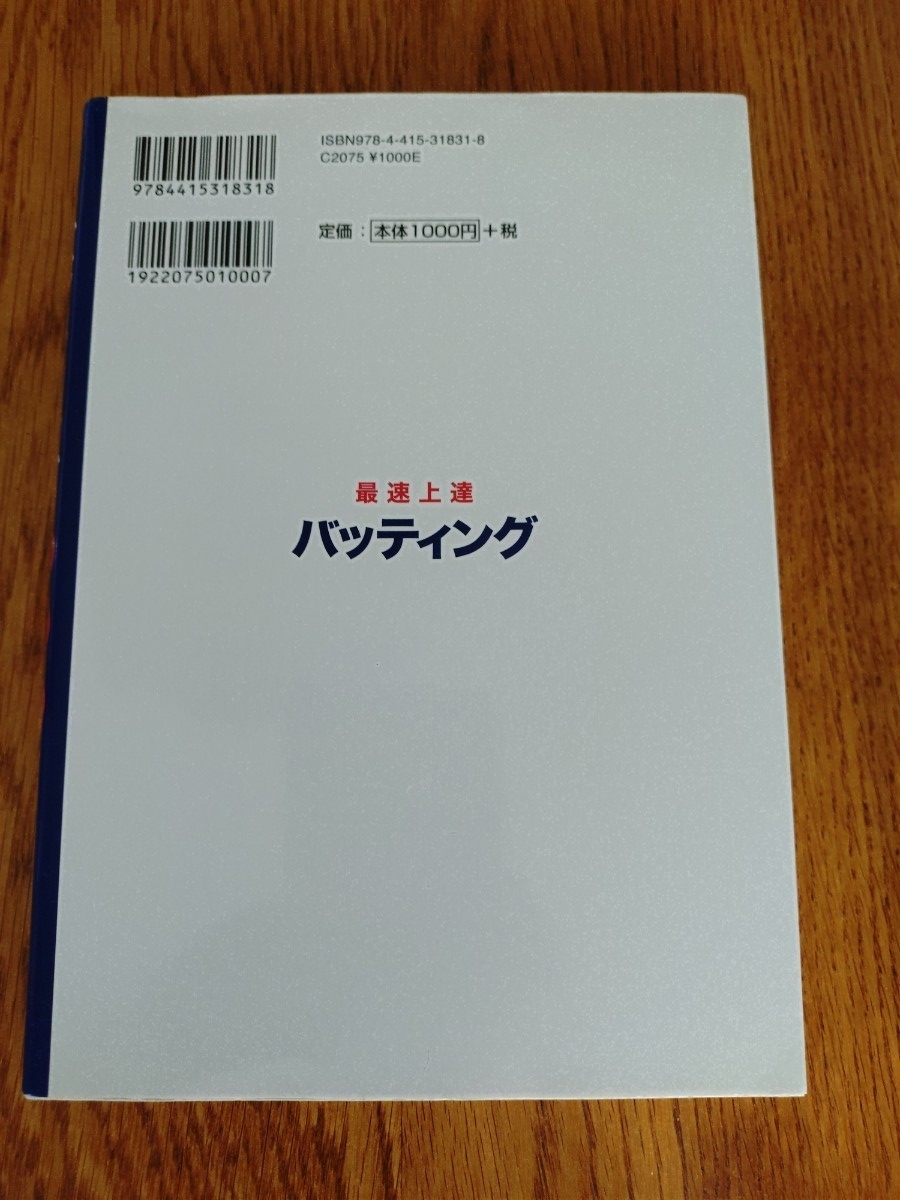 ISBN978-4-415-31831-8
C2075 ¥1000E
9784415318318
定価：本体1000円+税
1922075010007
最速上達
バッティング